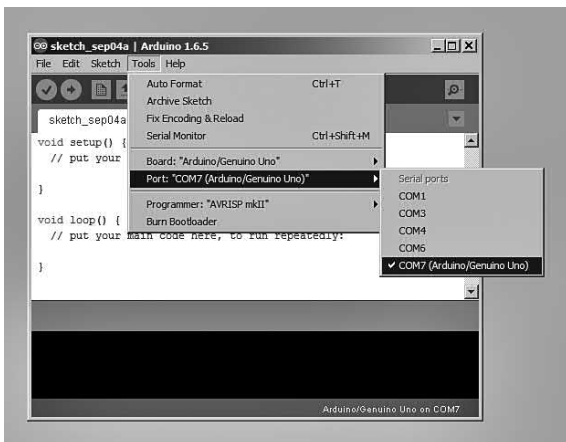 sketch_sep04a | Arduino 1.6.5
File Edit Sketch Tools Help
Auto Format Ctrl+T
Archive Sketch
Fix Encoding & Reload
Serial Monitor Ctrl+Shift+M
Board: "Arduino/Genuino Uno"
Port: "COM7 (Arduino/Genuino Uno)"
Programmer: "AVRISP mkII"
Burn Bootloader
Serial ports
COM1
COM3
COM4
COM6
COM7 (Arduino/Genuino Uno)
sketch_sep04a
void setup() {
// put your
}
void loop() {
// put your main code here, to run repeatedly:
}
Arduino/Genuino Uno on COM7